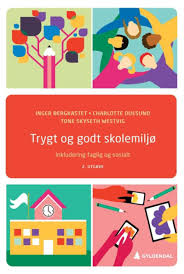 INGER BERGKASTET • CHARLOTTE DUESUND
TONE SKYSETH WESTVIG
Trygt og godt skolemiljø
Inkludering faglig og sosialt
2. UTGAVE
GYLDENDAL